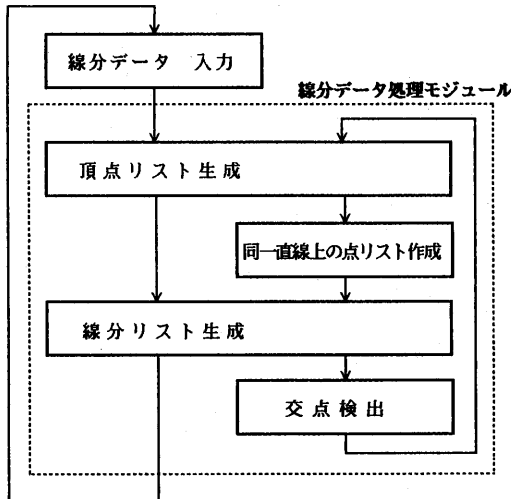 線分データ 入力
線分データ処理モジュール
頂点リスト生成
同一直線上の点リスト作成
線分リスト生成
交点検出